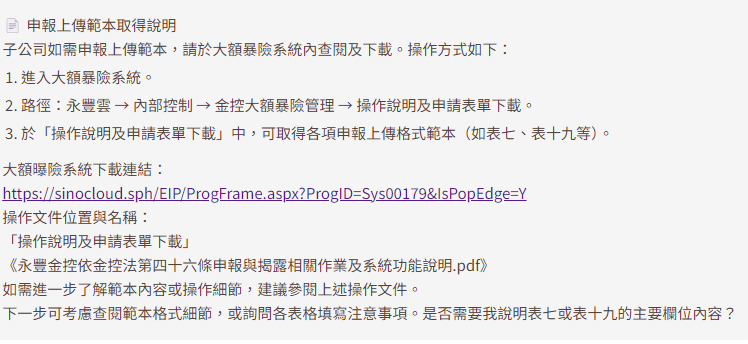 📄 申報上傳範本取得說明
子公司如需申報上傳範本，請於大額暴險系統內查閱及下載。操作方式如下：
1. 進入大額暴險系統。
2. 路徑：永豐雲 → 內部控制 → 金控大額暴險管理 → 操作說明及申請表單下載。
3. 於「操作說明及申請表單下載」中，可取得各項申報上傳格式範本（如表七、表十九等）。
大額曝險系統下載連結：
https://sinocloud.sph/EIP/ProgFrame.aspx?ProgID=Sys00179&IsPopEdge=Y
操作文件位置與名稱：
「操作說明及申請表單下載」
《永豐金控依金控法第四十六條申報與揭露相關作業及系統功能說明.pdf》
如需進一步了解範本內容或操作細節，建議參閱上述操作文件。
下一步可考慮查閱範本格式細節，或詢問各表格填寫注意事項。是否需要我說明表七或表十九的主要欄位內容？